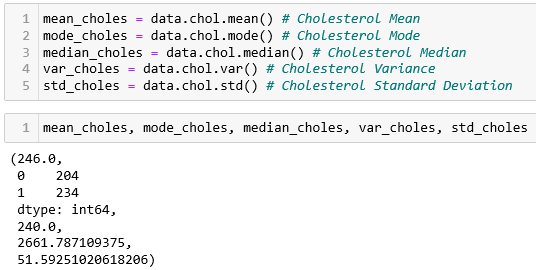 1 mean_choles = data.chol.mean() # Cholesterol Mean
2 mode_choles = data.chol.mode() # Cholesterol Mode
3 median_choles = data.chol.median() # Cholesterol Median
4 var_choles = data.chol.var() # Cholesterol Variance
5 std_choles = data.chol.std() # Cholesterol Standard Deviation
1 mean_choles, mode_choles, median_choles, var_choles, std_choles
(246.0,
0    204
1    234
dtype: int64,
240.0,
2661.787109375,
51.59251020618206)